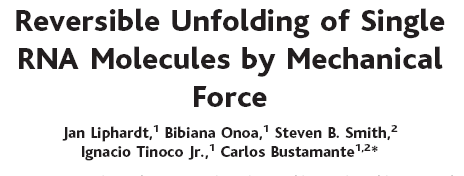 Reversible Unfolding of Single
RNA Molecules by Mechanical
Force
Jan Liphardt,¹ Bibiana Onoa,¹ Steven B. Smith,²
Ignacio Tinoco Jr.,¹ Carlos Bustamante¹,²*